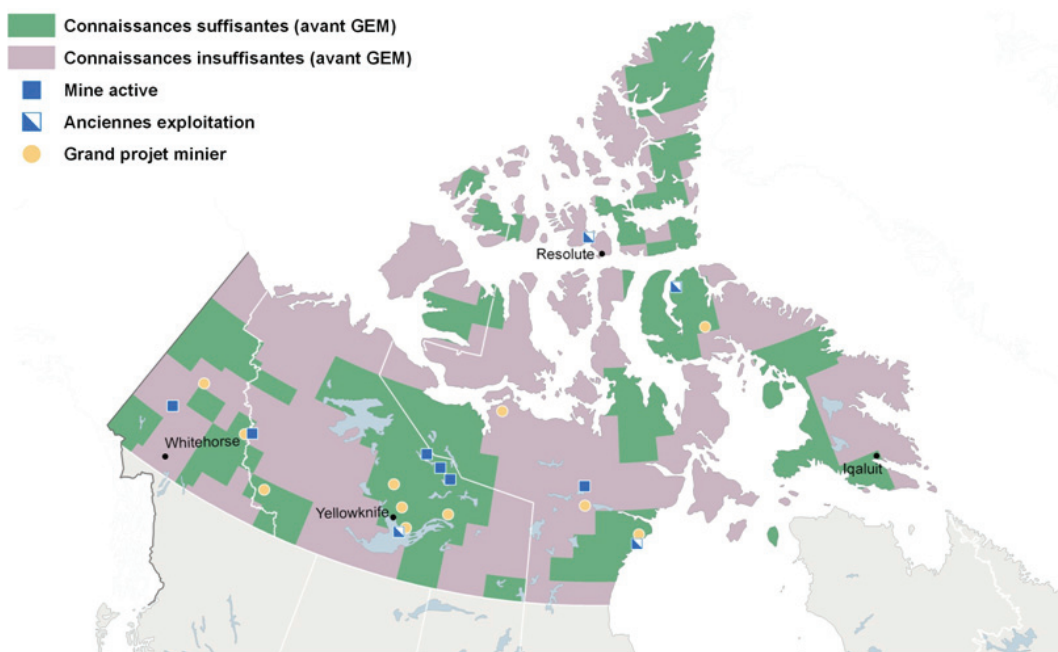 Connaissances suffisantes (avant GEM)
Connaissances insuffisantes (avant GEM)
Mine active
Anciennes exploitation
Grand projet minier
Resolute
Whitehorse
Iqaluit
Yellowknife